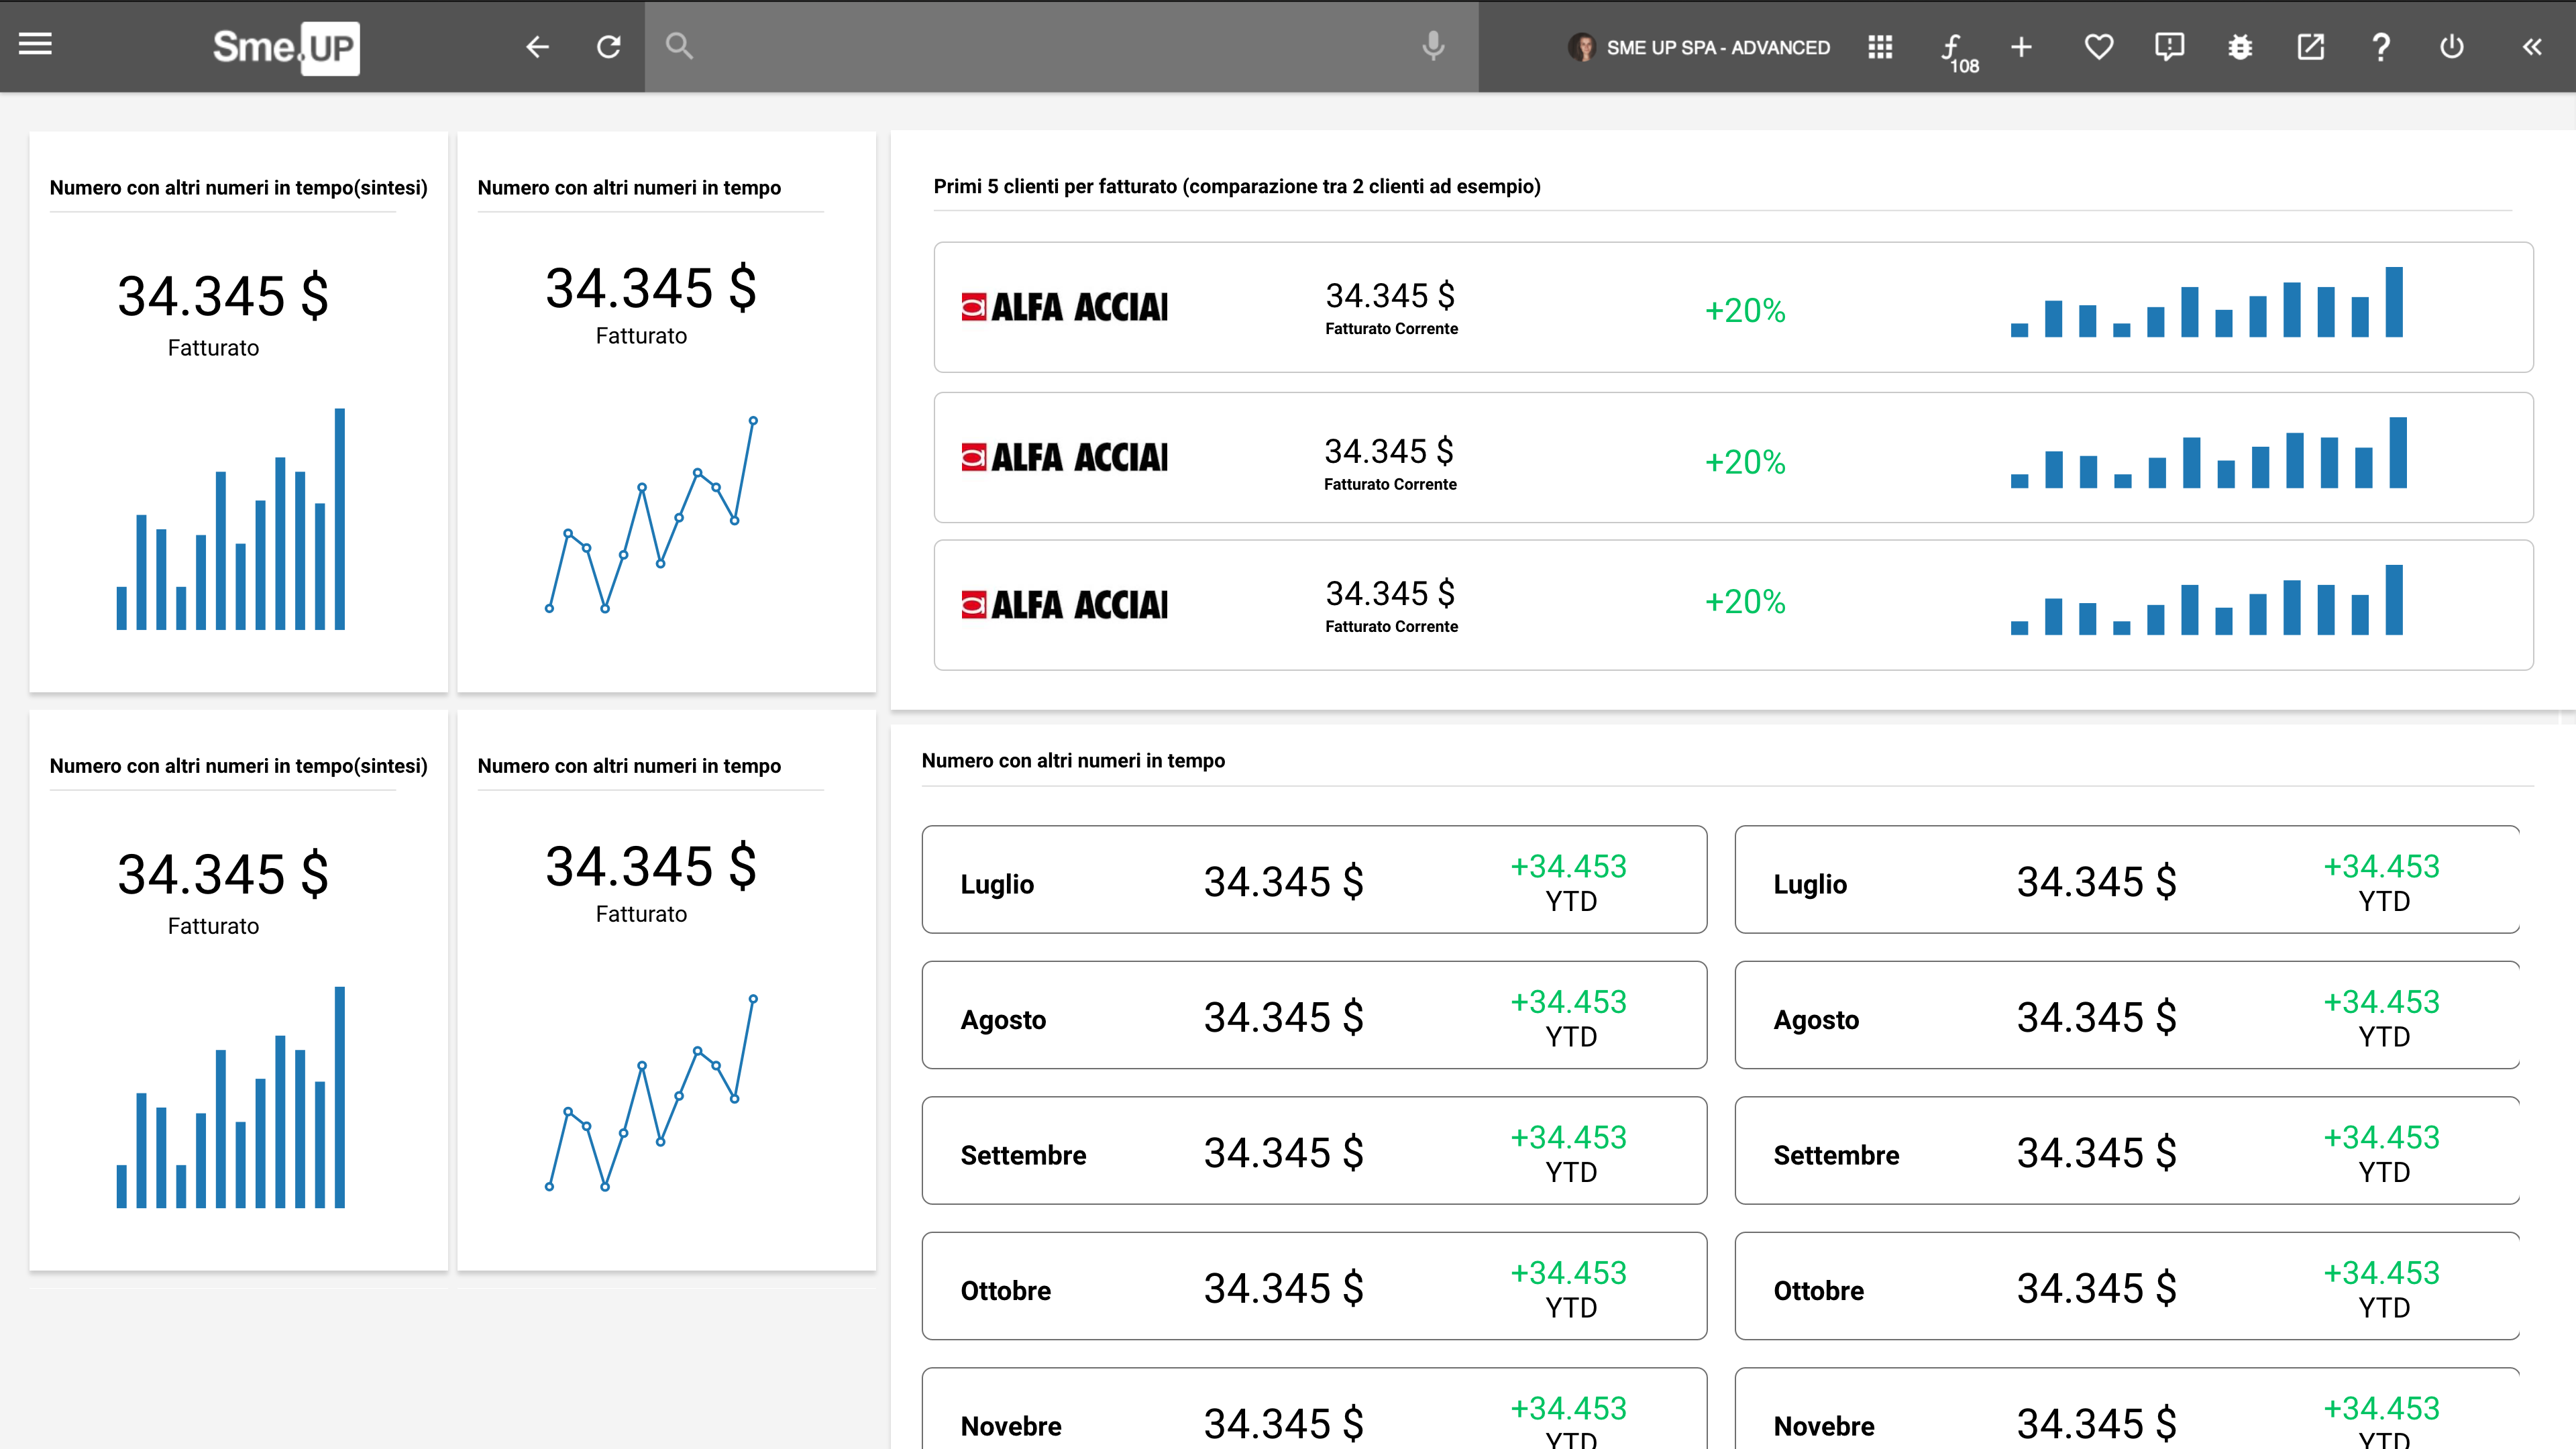 Sme.UP
SME UP SPA - ADVANCED
f 108
Numero con altri numeri in tempo(sintesi)
34.345 $
Fatturato
Numero con altri numeri in tempo
34.345 $
Fatturato
Primi 5 clienti per fatturato (comparazione tra 2 clienti ad esempio)
ALFA ACCIAI
34.345 $
Fatturato Corrente
+20%
ALFA ACCIAI
34.345 $
Fatturato Corrente
+20%
ALFA ACCIAI
34.345 $
Fatturato Corrente
+20%
Numero con altri numeri in tempo(sintesi)
34.345 $
Fatturato
Numero con altri numeri in tempo
34.345 $
Fatturato
Numero con altri numeri in tempo
Luglio 34.345 $ +34.453
YTD
Luglio 34.345 $ +34.453
YTD
Agosto 34.345 $ +34.453
YTD
Agosto 34.345 $ +34.453
YTD
Settembre 34.345 $ +34.453
YTD
Settembre 34.345 $ +34.453
YTD
Ottobre 34.345 $ +34.453
YTD
Ottobre 34.345 $ +34.453
YTD
Novebre 34.345 $ +34.453
YTD
Novebre 34.345 $ +34.453
YTD